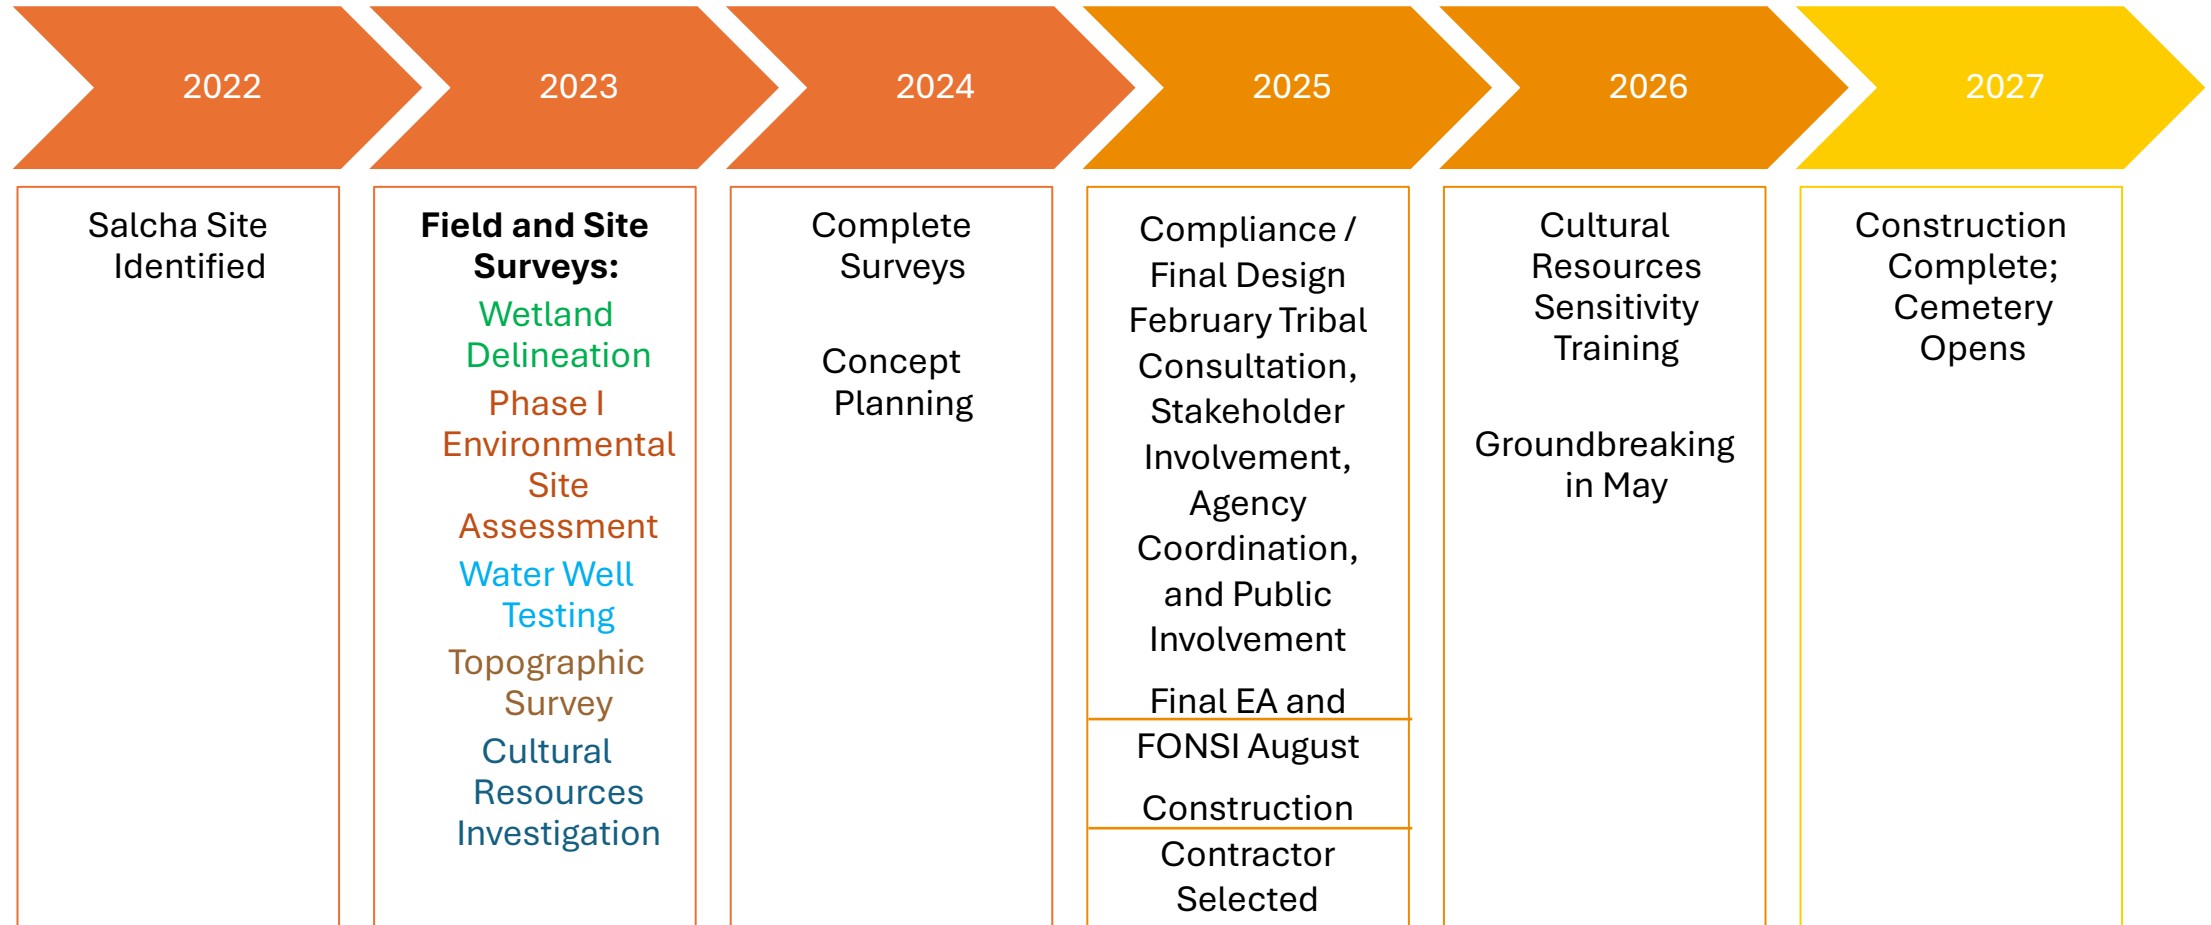 2022
2023
2024
2025
2026
2027
Salcha Site
Identified
Field and Site
Surveys:
Wetland
Delineation
Phase I
Environmental
Site
Assessment
Water Well
Testing
Topographic
Survey
Cultural
Resources
Investigation
Complete
Surveys
Concept
Planning
Compliance /
Final Design
February Tribal
Consultation,
Stakeholder
Involvement,
Agency
Coordination,
and Public
Involvement
Final EA and
FONSI August
Construction
Contractor
Selected
Cultural
Resources
Sensitivity
Training
Groundbreaking
in May
Construction
Complete;
Cemetery
Opens